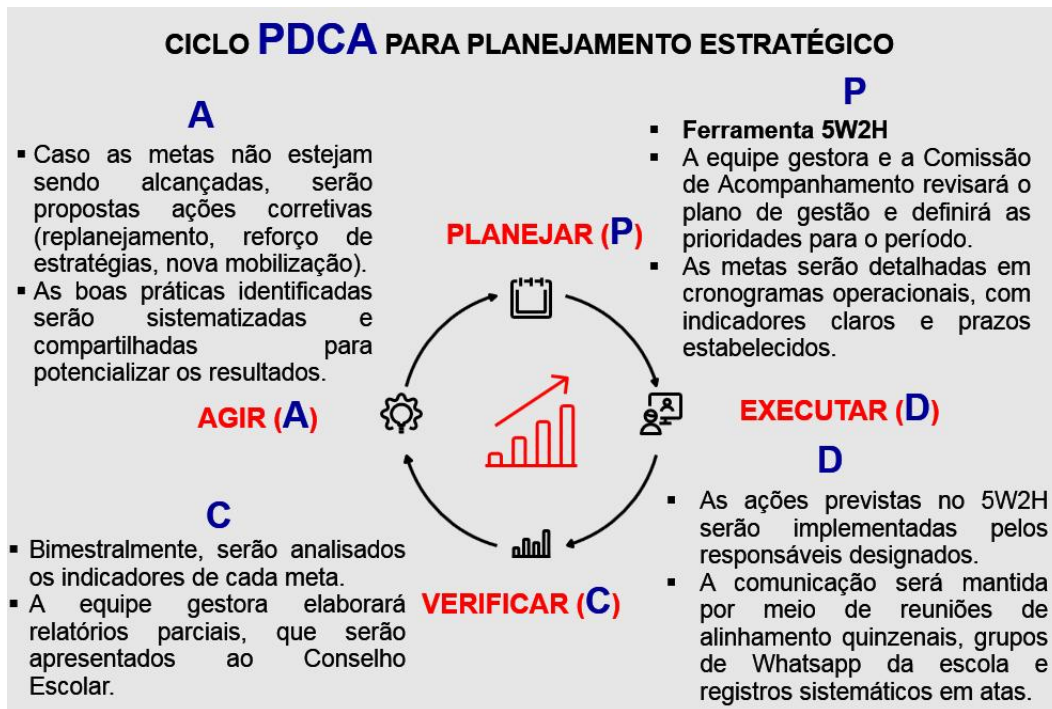 CICLO PDCA PARA PLANEJAMENTO ESTRATÉGICO
A
▪ Caso as metas não estejam
sendo alcançadas, serão
propostas ações corretivas
(replanejamento, reforço de
estratégias, nova mobilização).
▪ As boas práticas identificadas
serão sistematizadas e
compartilhadas para
potencializar os resultados.
P
▪ Ferramenta 5W2H
▪ A equipe gestora e a Comissão
de Acompanhamento revisará o
plano de gestão e definirá as
prioridades para o período.
▪ As metas serão detalhadas em
cronogramas operacionais, com
indicadores claros e prazos
estabelecidos.
PLANEJAR (P)
AGIR (A)
EXECUTAR (D)
VERIFICAR (C)
C
▪ Bimestralmente, serão analisados
os indicadores de cada meta.
▪ A equipe gestora elaborará
relatórios parciais, que serão
apresentados ao Conselho
Escolar.
D
▪ As ações previstas no 5W2H
serão implementadas pelos
responsáveis designados.
▪ A comunicação será mantida
por meio de reuniões de
alinhamento quinzenais, grupos
de Whatsapp da escola e
registros sistemáticos em atas.